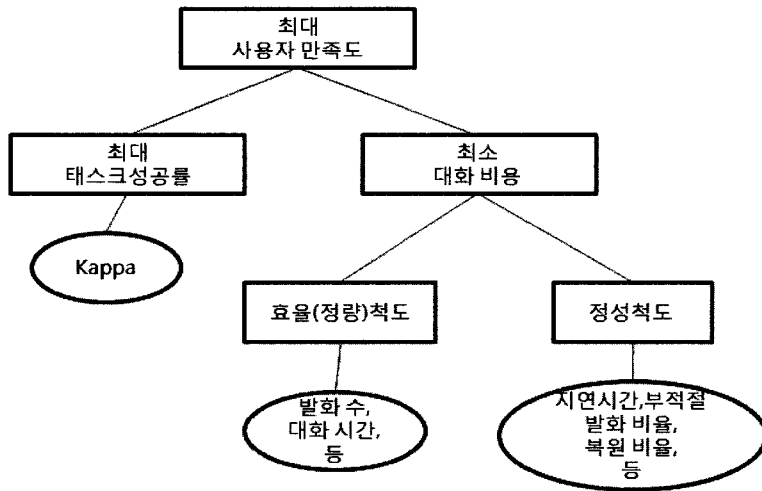 최대
사용자 만족도
최대
태스크성공률
최소
대화 비용
Kappa
효율(정량)척도
정성척도
발화 수,
대화 시간,
등
지연시간,부적절
발화 비율,
복원 비율,
등